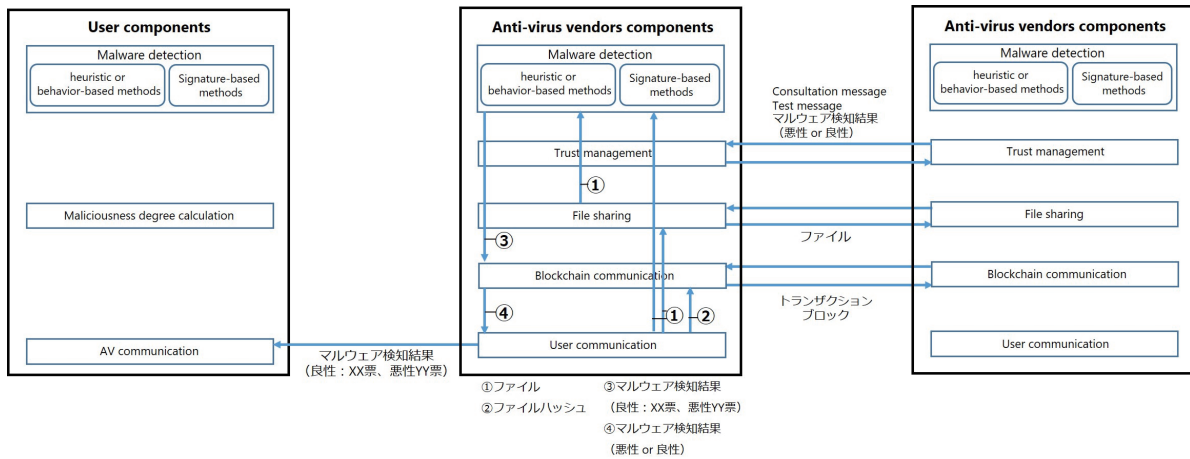 User components
Malware detection
heuristic or
behavior-based methods
Signature-based
methods
Maliciousness degree calculation
AV communication
マルウェア検知結果
（良性：XX票、悪性YY票）
Anti-virus vendors components
Malware detection
heuristic or
behavior-based methods
Signature-based
methods
Trust management
①
File sharing
③
Blockchain communication
④
①
②
User communication
①ファイル
②ファイルハッシュ
③マルウェア検知結果
（良性：XX票、悪性YY票）
④マルウェア検知結果
（悪性 or 良性）
Consultation message
Test message
マルウェア検知結果
（悪性 or 良性）
ファイル
トランザクション
ブロック
Anti-virus vendors components
Malware detection
heuristic or
behavior-based methods
Signature-based
methods
Trust management
File sharing
Blockchain communication
User communication